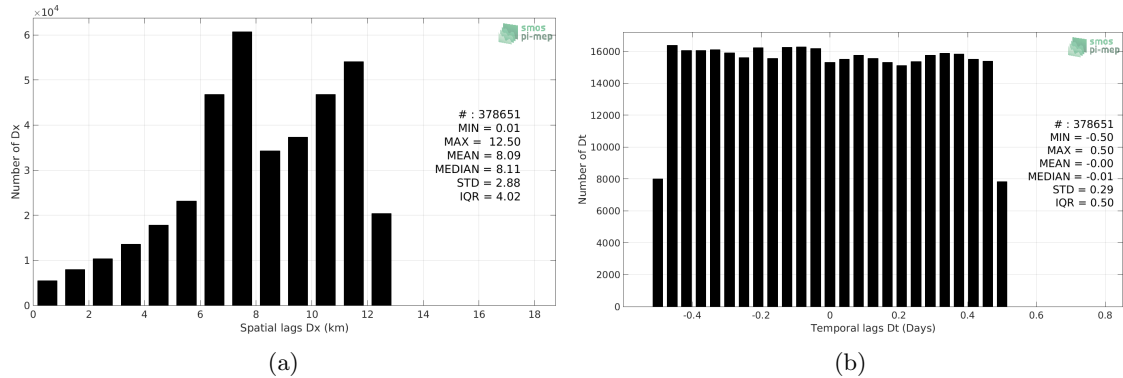 ×10⁴
6
5
4
3
2
1
0
Number of Dx
0 2 4 6 8 10 12 14 16 18
Spatial lags Dx (km)
smos
pi-mep
# : 378651
MIN = 0.01
MAX = 12.50
MEAN = 8.09
MEDIAN = 8.11
STD = 2.88
IQR = 4.02
(a)
16000
14000
12000
10000
8000
6000
4000
2000
0
Number of Dt
-0.4 -0.2 0 0.2 0.4 0.6 0.8
Temporal lags Dt (Days)
smos
pi-mep
# : 378651
MIN = -0.50
MAX = 0.50
MEAN = -0.00
MEDIAN = -0.01
STD = 0.29
IQR = 0.50
(b)